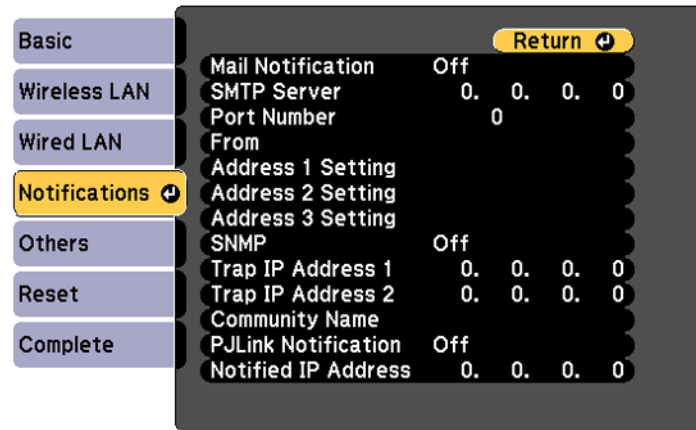 Basic
Wireless LAN
Wired LAN
Notifications
Others
Reset
Complete
Return
Mail Notification Off
SMTP Server 0. 0. 0. 0
Port Number 0
From
Address 1 Setting
Address 2 Setting
Address 3 Setting
SNMP Off
Trap IP Address 1 0. 0. 0. 0
Trap IP Address 2 0. 0. 0. 0
Community Name
PJLink Notification Off
Notified IP Address 0. 0. 0. 0